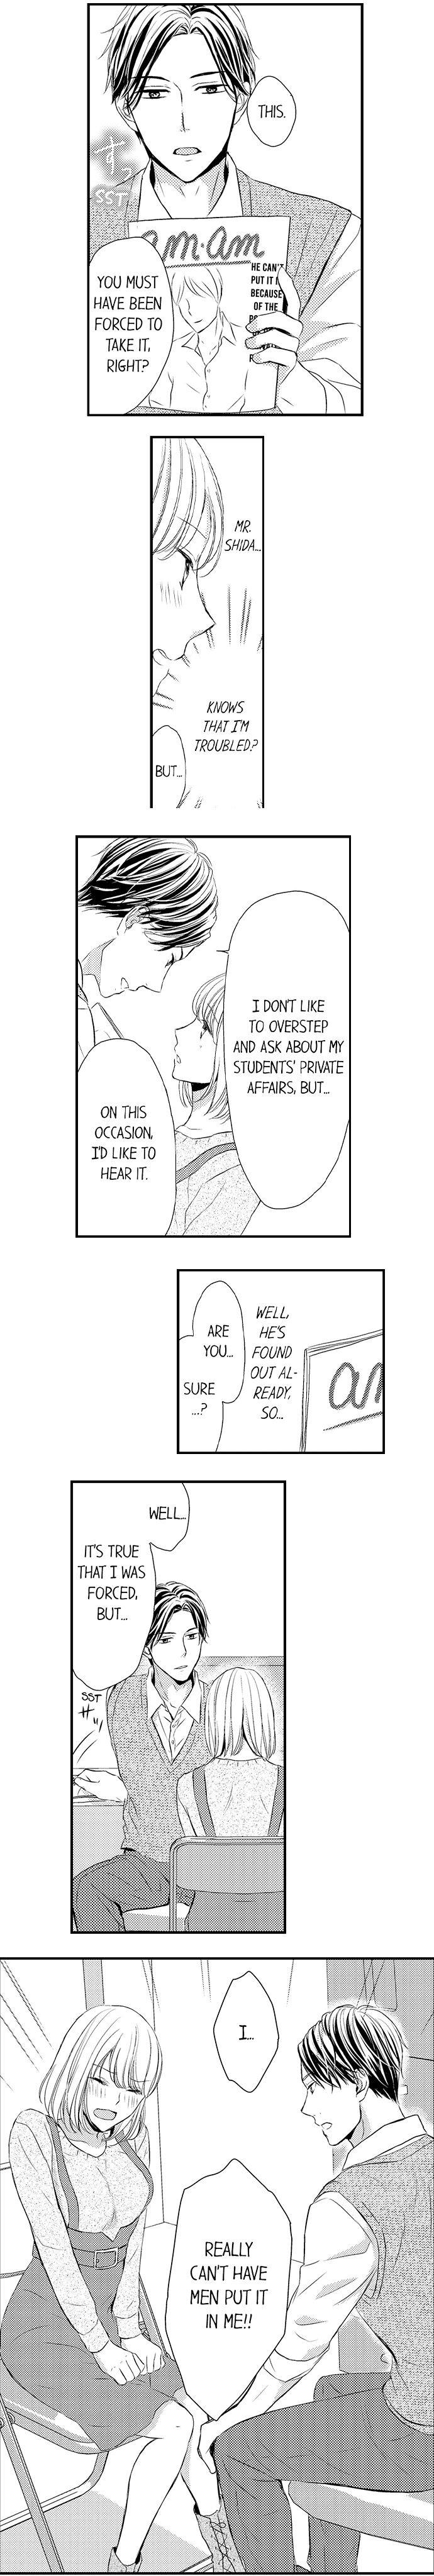 THIS.
すっ
SST
am·am
HE CAN'T
PUT IT I
BECAUSE
OF THE
YOU MUST
HAVE BEEN
FORCED TO
TAKE IT,
RIGHT?
MR.
SHIDA...
KNOWS
THAT I'M
TROUBLED?
BUT...
I DON'T LIKE
TO OVERSTEP
AND ASK ABOUT MY
STUDENTS' PRIVATE
AFFAIRS, BUT...
ON THIS
OCCASION,
I'D LIKE TO
HEAR IT.
WELL,
HE'S
FOUND
OUT AL-
READY,
SO...
ARE
YOU...
SURE
...?
an
WELL...
IT'S TRUE
THAT I WAS
FORCED,
BUT...
SST
サッ
I...
REALLY
CAN'T HAVE
MEN PUT IT
IN ME!!